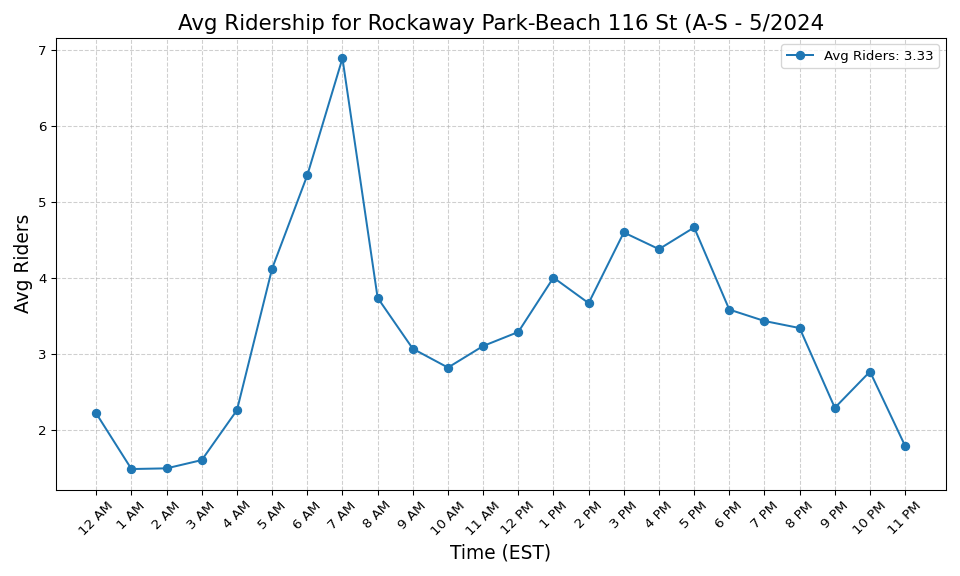 Avg Ridership for Rockaway Park-Beach 116 St (A-S - 5/2024
Avg Riders: 3.33
Avg Riders
7
6
5
4
3
2
12 AM
1 AM
2 AM
3 AM
4 AM
5 AM
6 AM
7 AM
8 AM
9 AM
10 AM
11 AM
12 PM
1 PM
2 PM
3 PM
4 PM
5 PM
6 PM
7 PM
8 PM
9 PM
10 PM
11 PM
Time (EST)